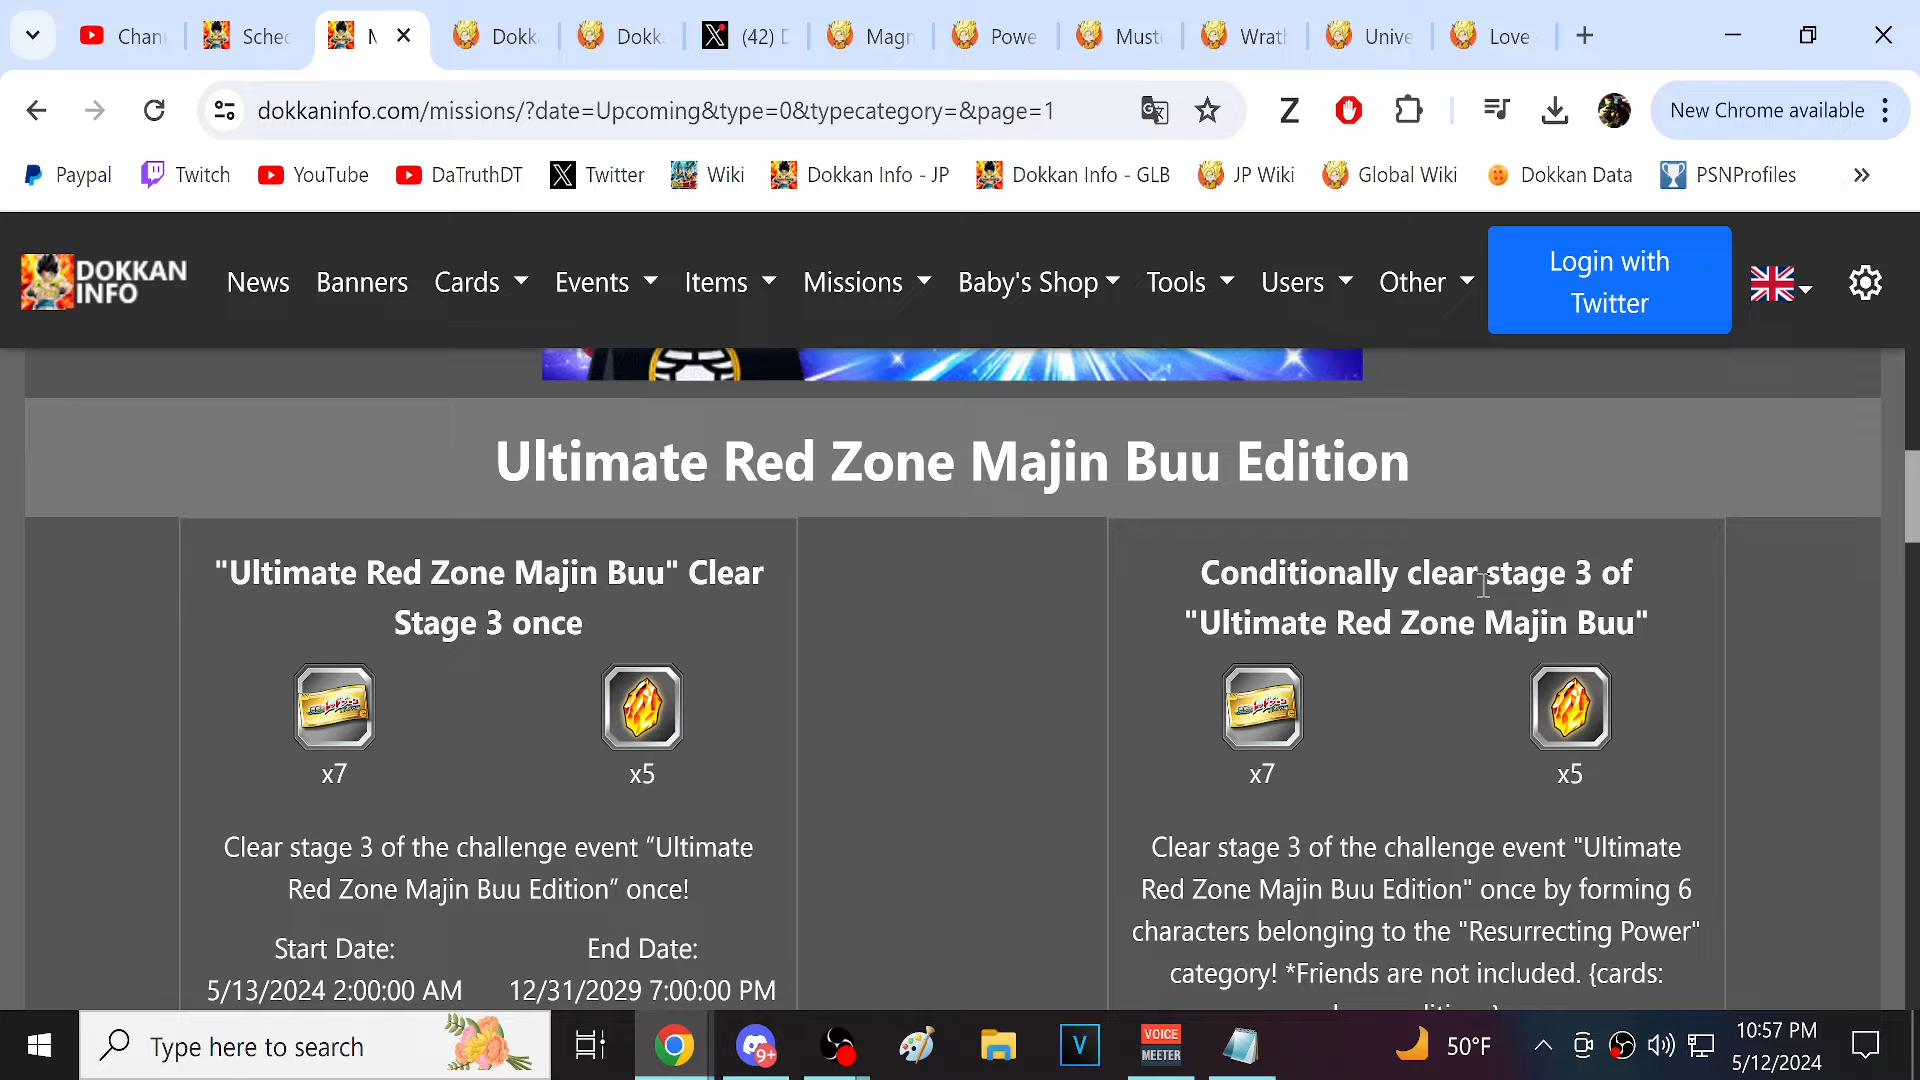 Chan
Sched
M
Dokk
Dokk
(42) D
Magn
Powe
Must
Wrath
Unive
Love
dokkaninfo.com/missions/?date=Upcoming&type=0&typecategory=&page=1
Z
New Chrome available
Paypal
Twitch
YouTube
DaTruthDT
Twitter
Wiki
Dokkan Info - JP
Dokkan Info - GLB
JP Wiki
Global Wiki
Dokkan Data
PSNProfiles
DOKKAN
INFO
News
Banners
Cards
Events
Items
Missions
Baby's Shop
Tools
Users
Other
Login with
Twitter
Ultimate Red Zone Majin Buu Edition
"Ultimate Red Zone Majin Buu" Clear
Stage 3 once
x7
x5
Clear stage 3 of the challenge event “Ultimate
Red Zone Majin Buu Edition” once!
Start Date:
End Date:
5/13/2024 2:00:00 AM
12/31/2029 7:00:00 PM
Conditionally clear stage 3 of
"Ultimate Red Zone Majin Buu"
x7
x5
Clear stage 3 of the challenge event "Ultimate
Red Zone Majin Buu Edition" once by forming 6
characters belonging to the "Resurrecting Power"
category! *Friends are not included. {cards:
Type here to search
9+
V
VOICE
MEETER
50°F
10:57 PM
5/12/2024